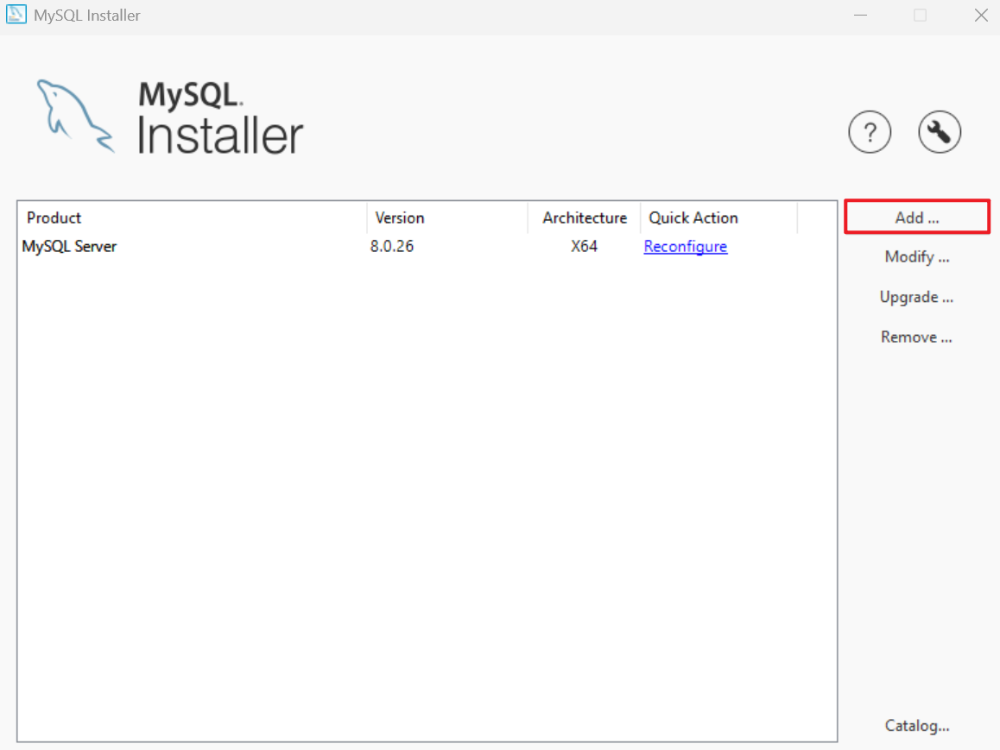 MySQL Installer
MySQL.
Installer
?
Product Version Architecture Quick Action
MySQL Server 8.0.26 X64 Reconfigure
Add ...
Modify ...
Upgrade ...
Remove ...
Catalog...